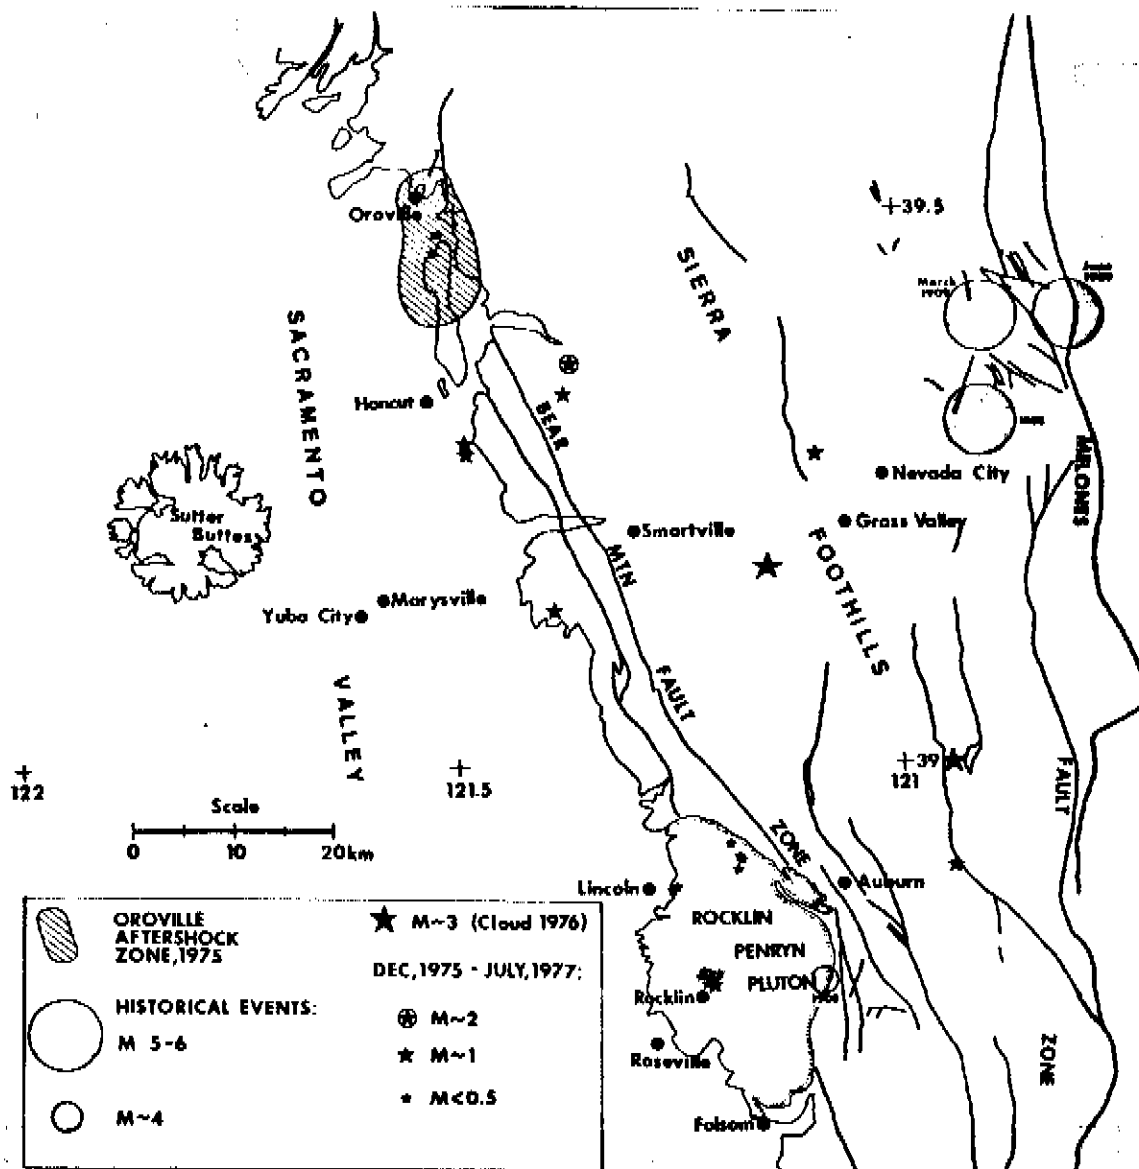 Oroville
+39.5
SIERRA
March
1909
June
1909
SACRAMENTO
Honcut
BEAR
MELONES
Nevada City
Sutter
Buttes
Smartville
Grass Valley
MTN
FOOTHILLS
Yuba City
Marysville
FAULT
VALLEY
+
122
+
121.5
+39
121
FAULT
Scale
0 10 20km
ZONE
Lincoln
Auburn
ROCKLIN
PENRYN
PLUTON
Rocklin
Roseville
ZONE
Folsom
OROVILLE
AFTERSHOCK
ZONE,1975
HISTORICAL EVENTS:
M 5-6
M~4
M~3 (Cloud 1976)
DEC,1975 - JULY,1977:
M~2
M~1
M<0.5